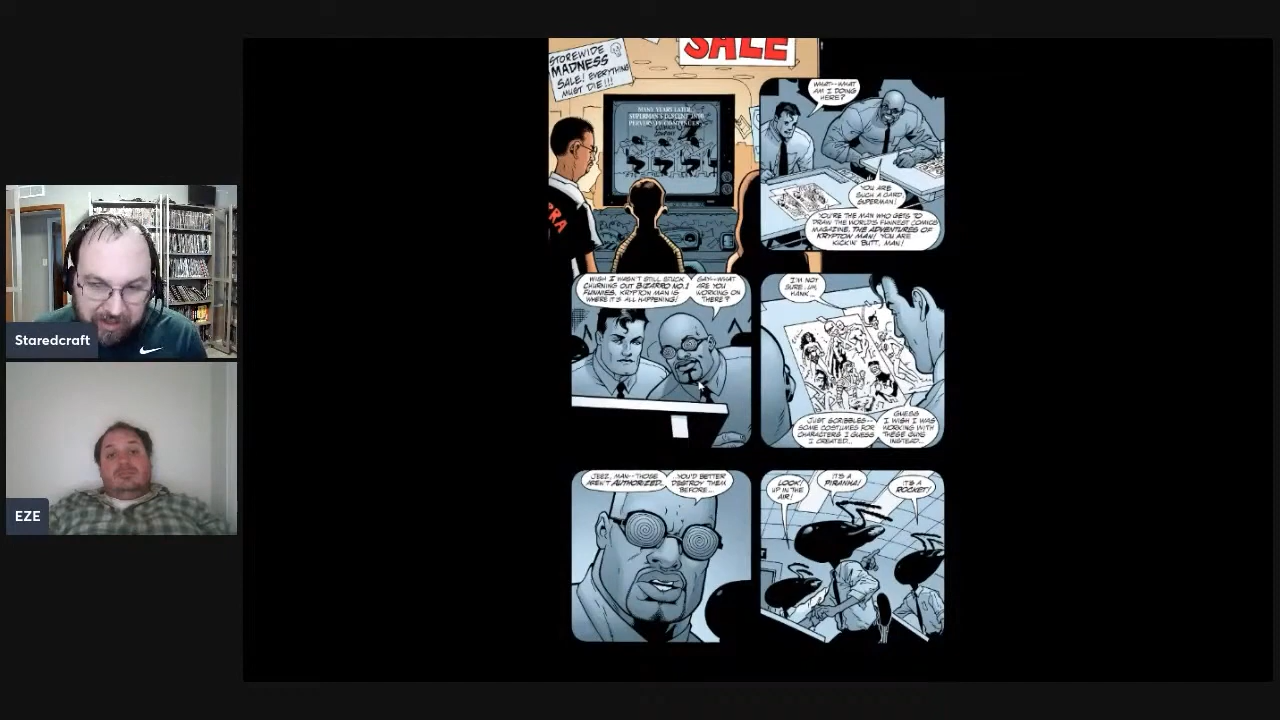 SALE
STOREWIDE
MADNESS
SALE! EVERYTHING
MUST DIE!!!
MANY YEARS LATER,
SUPERMAN'S
COMICS
COMPANY
WHAT--WHAT
AM I DOING
HERE?
YOU ARE
SUCH A CARD,
SUPERMAN!
YOU'RE THE MAN WHO GETS TO
DRAW THE WORLD'S FUNNEST COMICS
MAGAZINE, THE ADVENTURES OF
KRYPTON MAN! YOU ARE
KICKIN' BUTT, MAN!
WISH I WASN'T STILL STUCK
CHURNING OUT BIZARRO NO.1
FUNNIES. KRYPTON MAN IS
WHERE IT'S ALL HAPPENING!
SAY--WHAT
ARE YOU
WORKING ON
THERE?
I'M NOT
SURE...UH,
HANK...
JUST SCRIBBLES--
SOME COSTUMES FOR
CHARACTERS I GUESS
I CREATED...
GUESS
I WISH I WAS
WORKING WITH
THESE GUYS
INSTEAD...
JEEZ, MAN--THOSE
AREN'T AUTHORIZED.
YOU'D BETTER
DESTROY THEM
BEFORE...
LOOK!
UP IN THE
AIR!
IT'S A
PIRANHA!
IT'S A
ROCKET!
Staredcraft
EZE